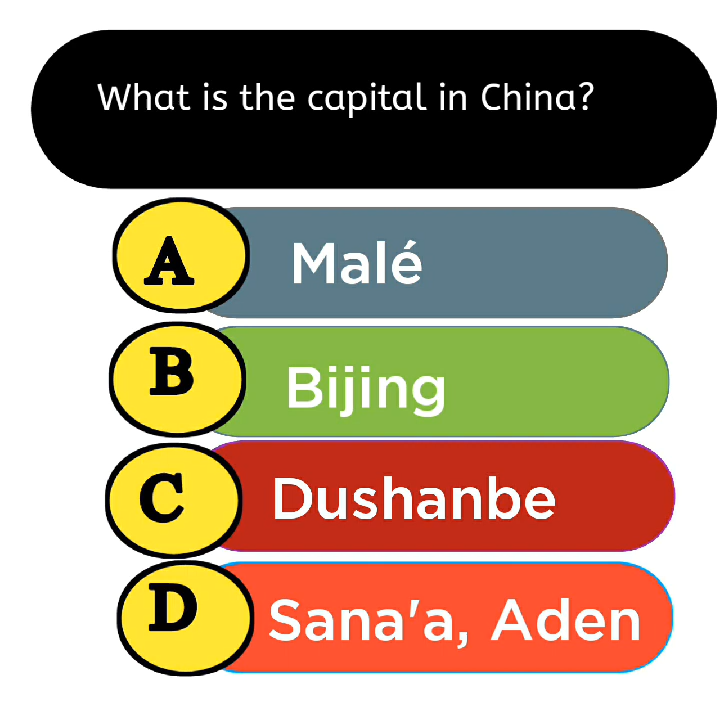 What is the capital in China?
A Malé
B Bijing
C Dushanbe
D Sana'a, Aden